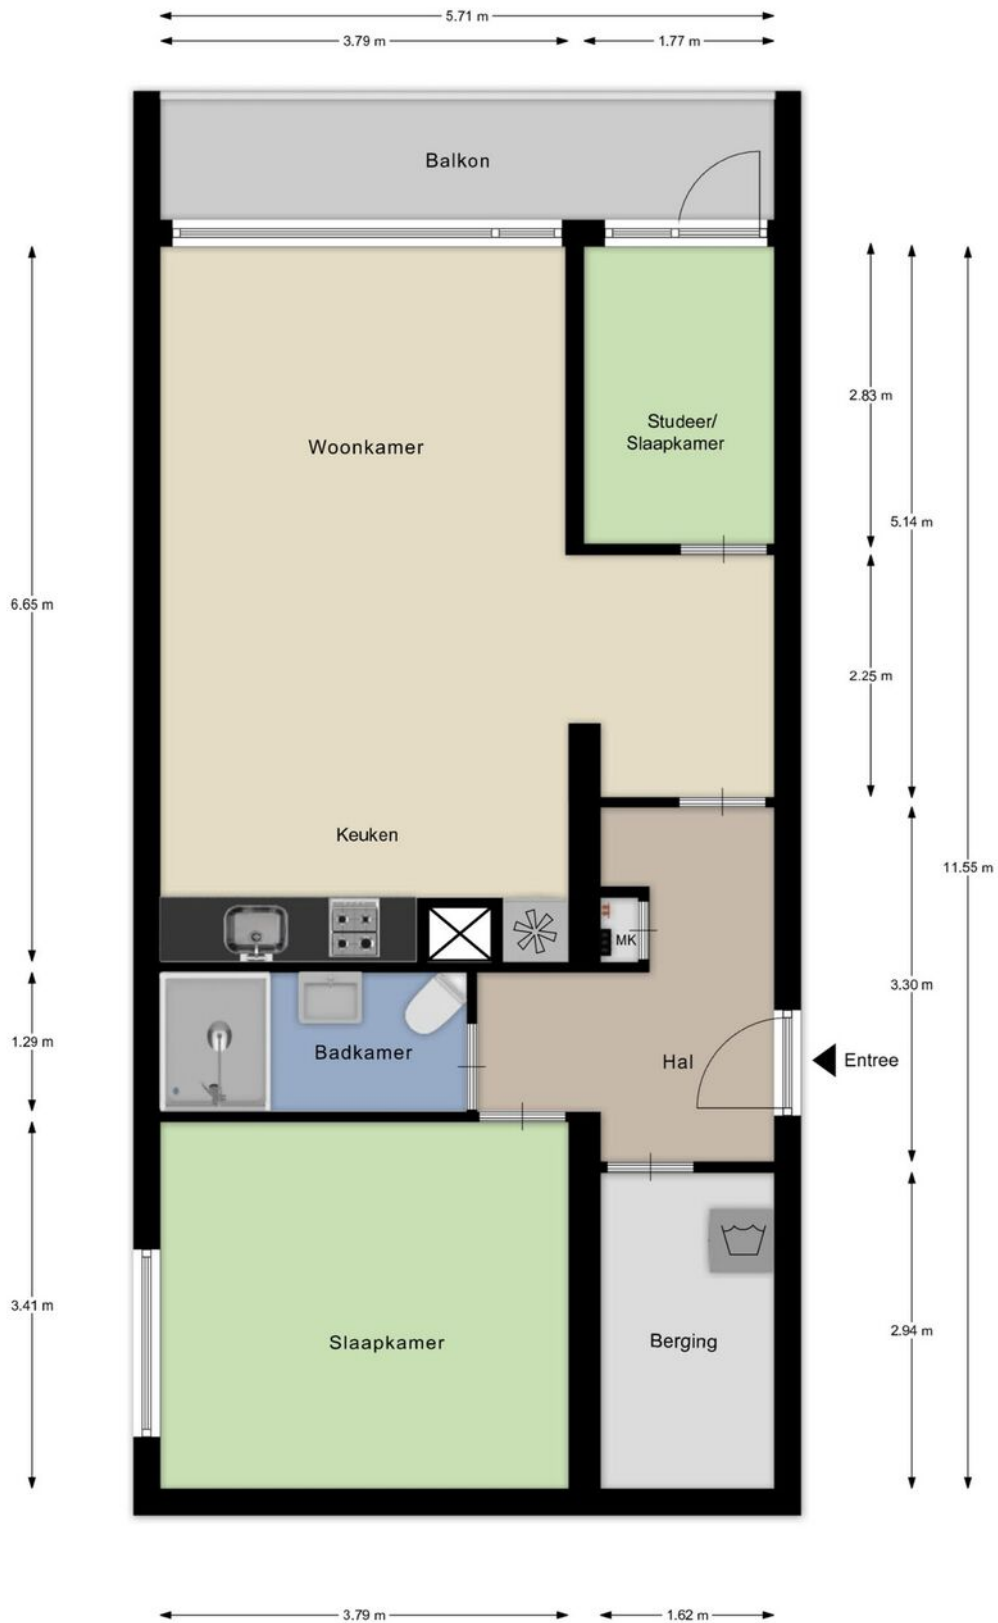 5.71 m
3.79 m
1.77 m
Balkon
2.83 m
Studeer/
Slaapkamer
Woonkamer
5.14 m
6.65 m
2.25 m
Keuken
11.55 m
MK
3.30 m
1.29 m
Badkamer
Hal
Entree
3.41 m
2.94 m
Slaapkamer
Berging
3.79 m
1.62 m